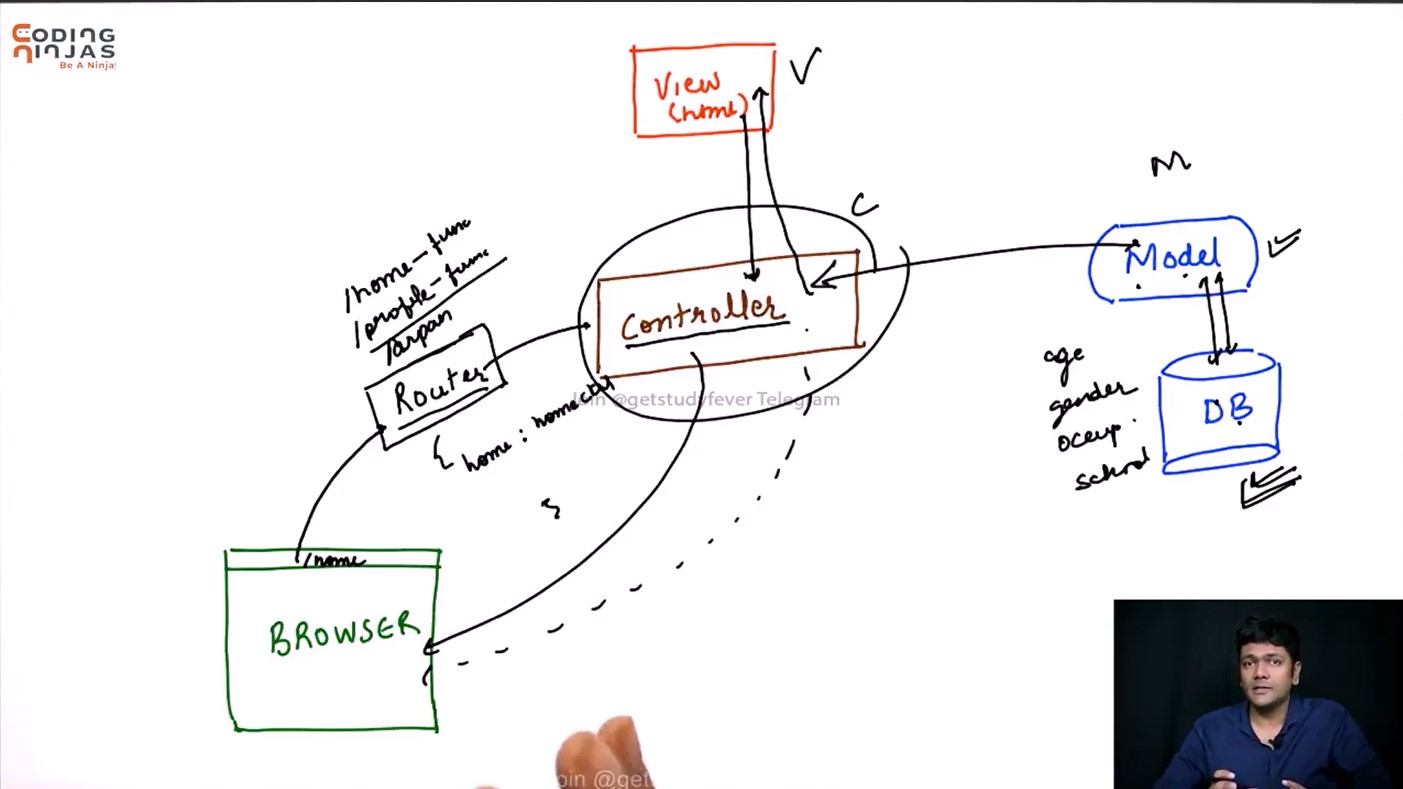 CODING
NINJAS
Be A Ninja!
View
(home)
V
C
M
Model
Controller
/home-func
/profile-func
/arpan
Router
{
home : homectrl
}
age
gender
occup.
school
DB
Join @getstudyfever Telegram
/home
BROWSER
Join @get